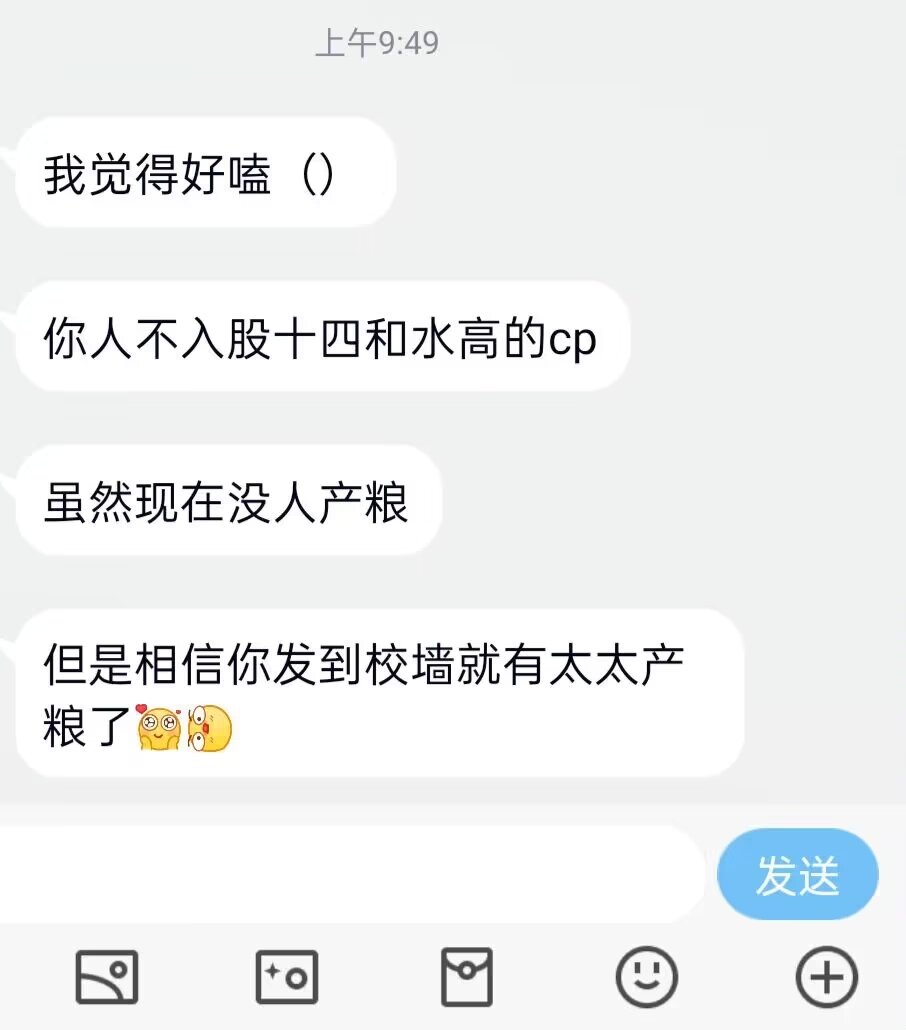 上午9:49
我觉得好嗑（）
你人不入股十四和水高的cp
虽然现在没人产粮
但是相信你发到校墙就有太太产
粮了
发送